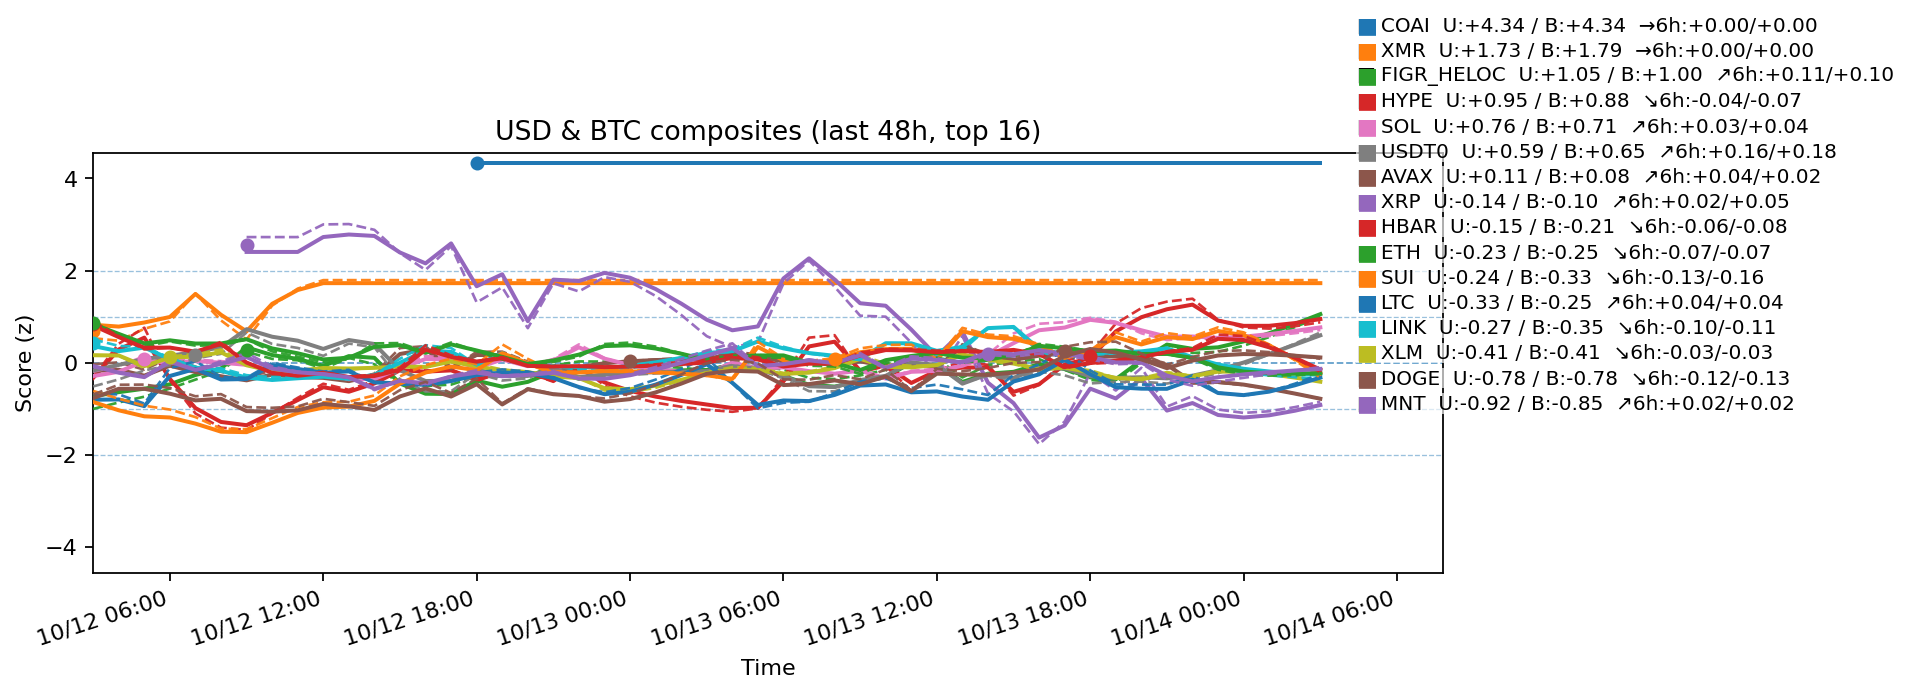 COAI  U:+4.34 / B:+4.34  →6h:+0.00/+0.00
XMR  U:+1.73 / B:+1.79  →6h:+0.00/+0.00
FIGR_HELOC  U:+1.05 / B:+1.00  ↗6h:+0.11/+0.10
HYPE  U:+0.95 / B:+0.88  ↘6h:-0.04/-0.07
SOL  U:+0.76 / B:+0.71  ↗6h:+0.03/+0.04
USDT0  U:+0.59 / B:+0.65  ↗6h:+0.16/+0.18
AVAX  U:+0.11 / B:+0.08  ↗6h:+0.04/+0.02
XRP  U:-0.14 / B:-0.10  ↗6h:+0.02/+0.05
HBAR  U:-0.15 / B:-0.21  ↘6h:-0.06/-0.08
ETH  U:-0.23 / B:-0.25  ↘6h:-0.07/-0.07
SUI  U:-0.24 / B:-0.33  ↘6h:-0.13/-0.16
LTC  U:-0.33 / B:-0.25  ↗6h:+0.04/+0.04
LINK  U:-0.27 / B:-0.35  ↘6h:-0.10/-0.11
XLM  U:-0.41 / B:-0.41  ↘6h:-0.03/-0.03
DOGE  U:-0.78 / B:-0.78  ↘6h:-0.12/-0.13
MNT  U:-0.92 / B:-0.85  ↗6h:+0.02/+0.02
USD & BTC composites (last 48h, top 16)
Score (z)
4
2
0
−2
−4
10/12 06:00
10/12 12:00
10/12 18:00
10/13 00:00
10/13 06:00
10/13 12:00
10/13 18:00
10/14 00:00
10/14 06:00
Time